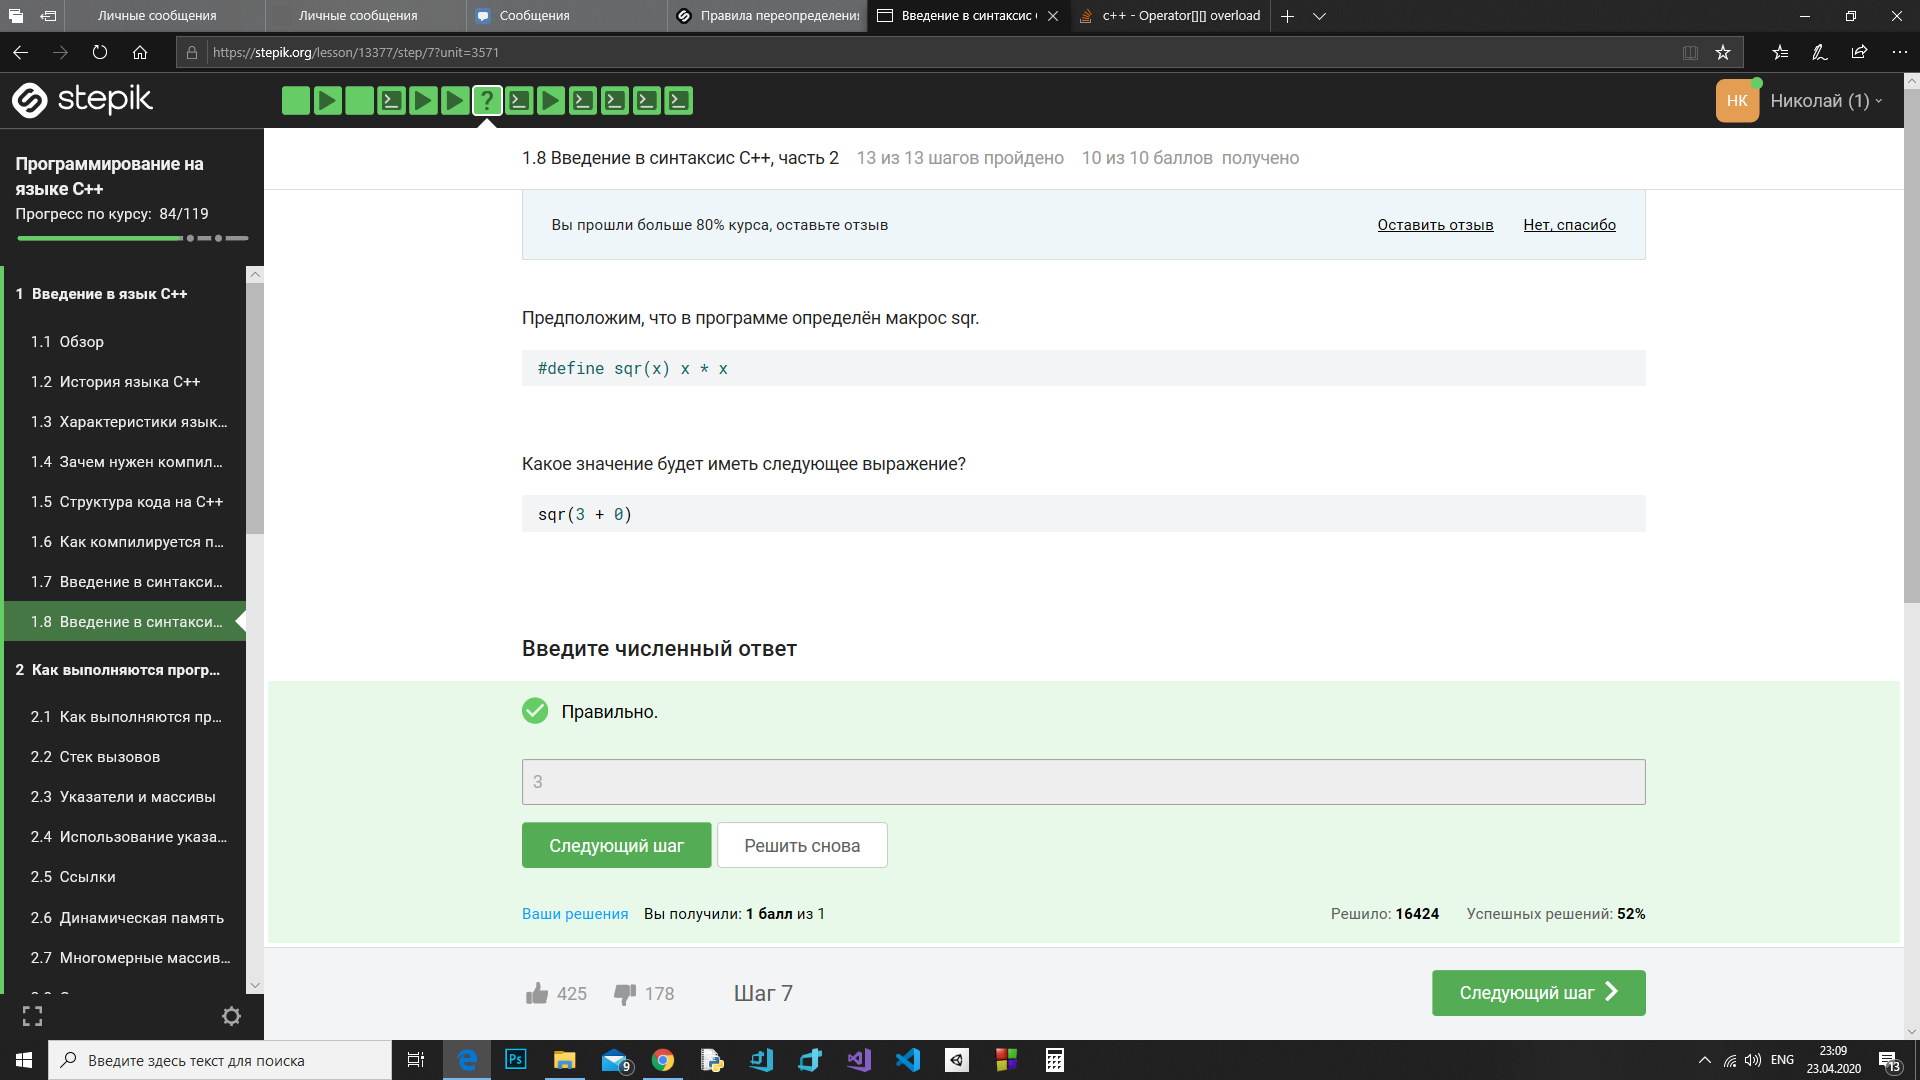 Личные сообщения
Личные сообщения
Сообщения
Правила переопределени
Введение в синтаксис
c++ - Operator[][] overload
https://stepik.org/lesson/13377/step/7?unit=3571
stepik
?
НК
Николай (1)
Программирование на
языке C++
Прогресс по курсу: 84/119
1 Введение в язык C++
1.1 Обзор
1.2 История языка C++
1.3 Характеристики язык...
1.4 Зачем нужен компил...
1.5 Структура кода на C++
1.6 Как компилируется п...
1.7 Введение в синтакси...
1.8 Введение в синтакси...
2 Как выполняются прогр...
2.1 Как выполняются пр...
2.2 Стек вызовов
2.3 Указатели и массивы
2.4 Использование указа...
2.5 Ссылки
2.6 Динамическая память
2.7 Многомерные массив...
1.8 Введение в синтаксис C++, часть 2 13 из 13 шагов пройдено 10 из 10 баллов получено
Вы прошли больше 80% курса, оставьте отзыв
Оставить отзыв
Нет, спасибо
Предположим, что в программе определён макрос sqr.
#define sqr(x) x * x
Какое значение будет иметь следующее выражение?
sqr(3 + 0)
Введите численный ответ
Правильно.
3
Следующий шаг
Решить снова
Ваши решения Вы получили: 1 балл из 1
Решило: 16424 Успешных решений: 52%
425
178
Шаг 7
Следующий шаг
Введите здесь текст для поиска
Ps
9
ENG
23:09
23.04.2020
13